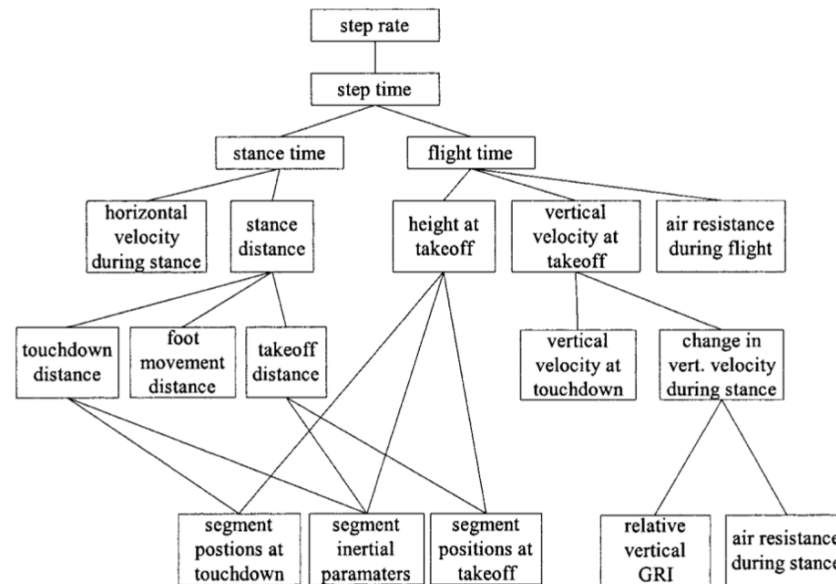 step rate
step time
stance time
flight time
horizontal
velocity
during stance
stance
distance
height at
takeoff
vertical
velocity at
takeoff
air resistance
during flight
touchdown
distance
foot
movement
distance
takeoff
distance
vertical
velocity at
touchdown
change in
vert. velocity
during stance
segment
postions at
touchdown
segment
inertial
paramaters
segment
positions at
takeoff
relative
vertical
GRI
air resistance
during stance